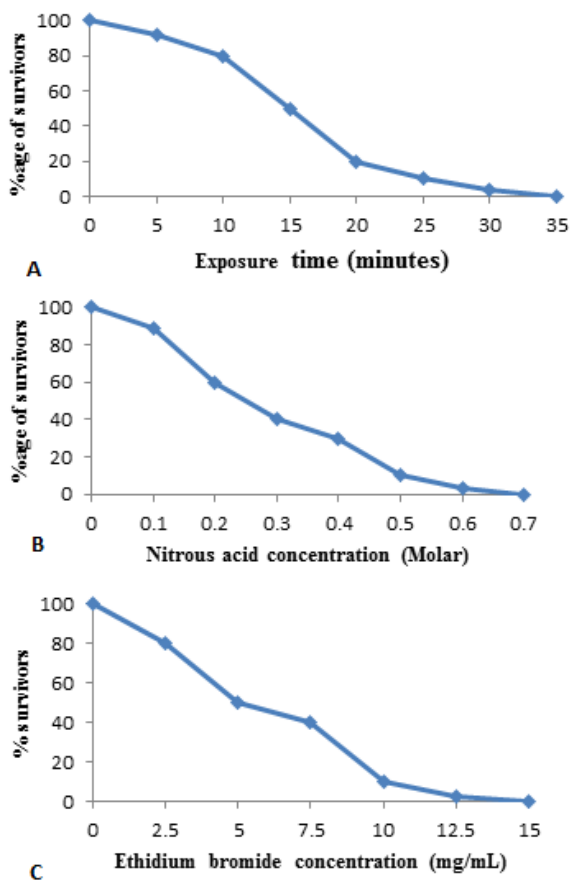 %age of survivors
100
80
60
40
20
0
0 5 10 15 20 25 30 35
Exposure time (minutes)
A
%age of survivors
100
80
60
40
20
0
0 0.1 0.2 0.3 0.4 0.5 0.6 0.7
Nitrous acid concentration (Molar)
B
% survivors
100
80
60
40
20
0
0 2.5 5 7.5 10 12.5 15
Ethidium bromide concentration (mg/mL)
C